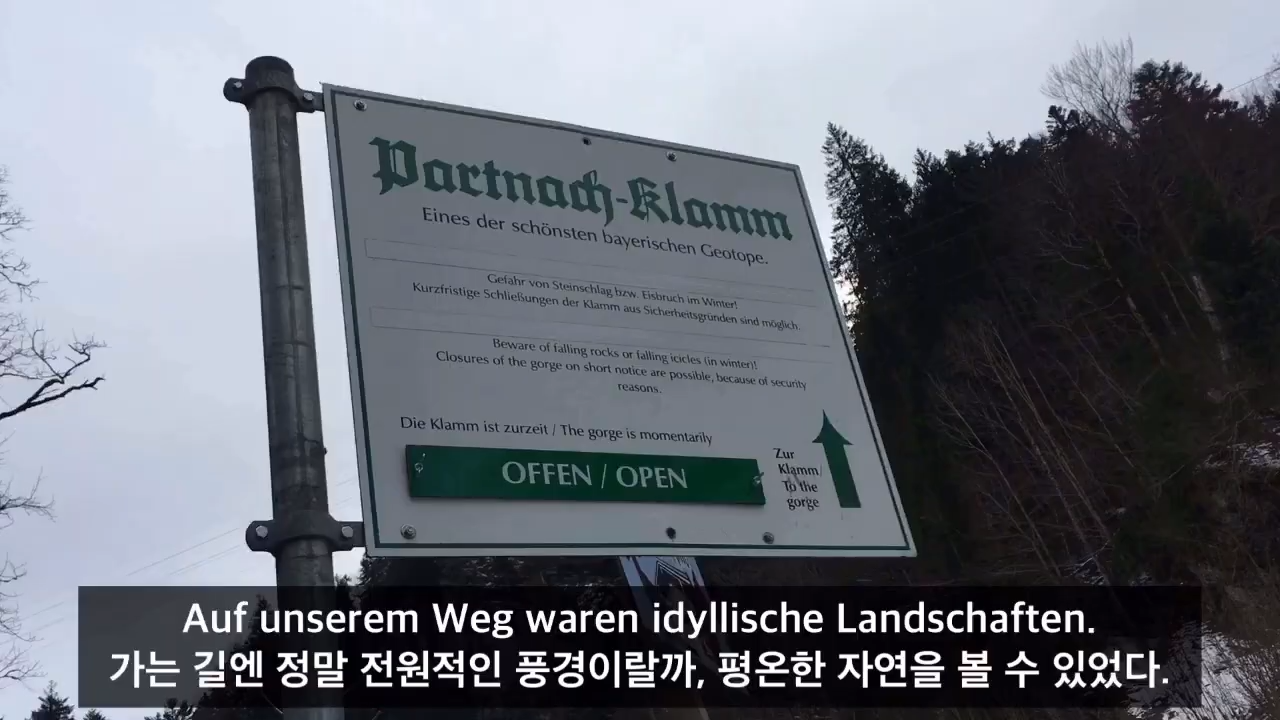 Partnach-Klamm
Eines der schönsten bayerischen Geotope.
Gefahr von Steinschlag bzw. Eisbruch im Winter!
Kurzfristige Schließungen der Klamm aus Sicherheitsgründen sind möglich.
Beware of falling rocks or falling icicles (in winter)!
Closures of the gorge on short notice are possible, because of security
reasons.
Die Klamm ist zurzeit / The gorge is momentarily
OFFEN / OPEN
Zur
Klamm/
To the
gorge
Auf unserem Weg waren idyllische Landschaften.
가는 길엔 정말 전원적인 풍경이랄까, 평온한 자연을 볼 수 있었다.